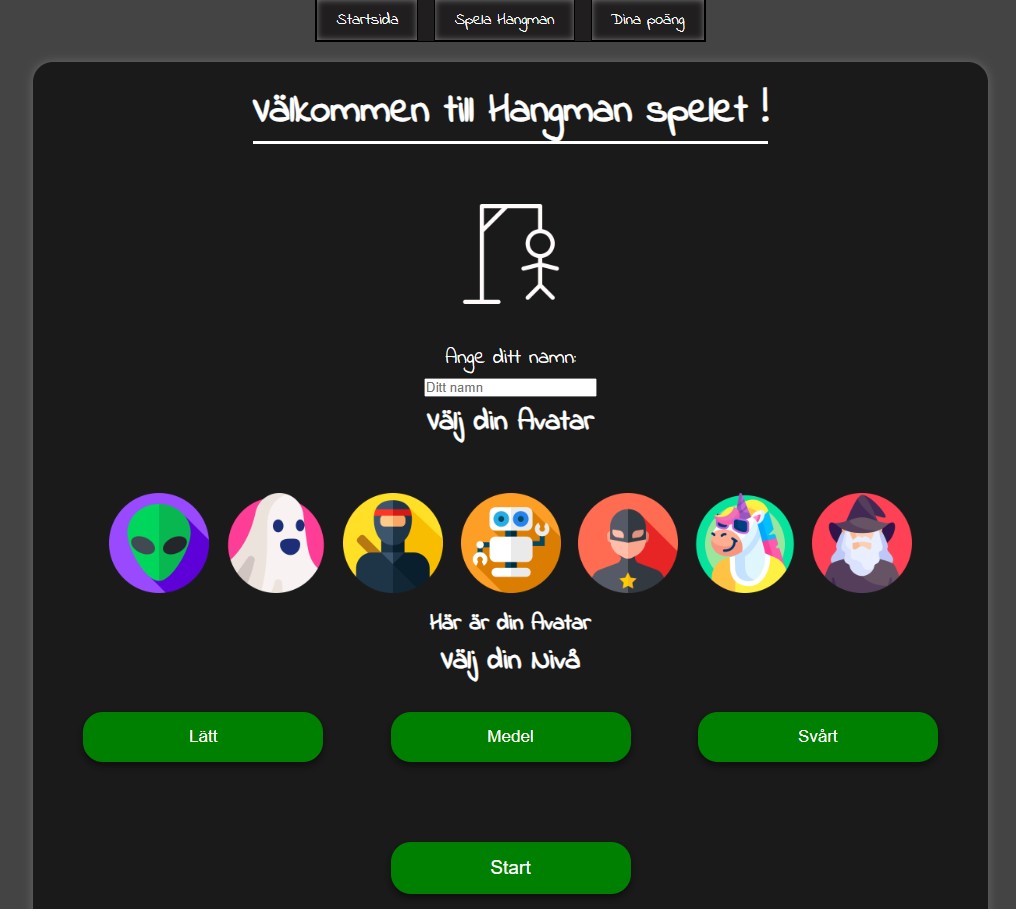 Startsida Spela Hangman Dina poäng
Välkommen till Hangman spelet !
Ange ditt namn:
Ditt namn
Välj din Avatar
Här är din Avatar
Välj din Nivå
Lätt Medel Svårt
Start